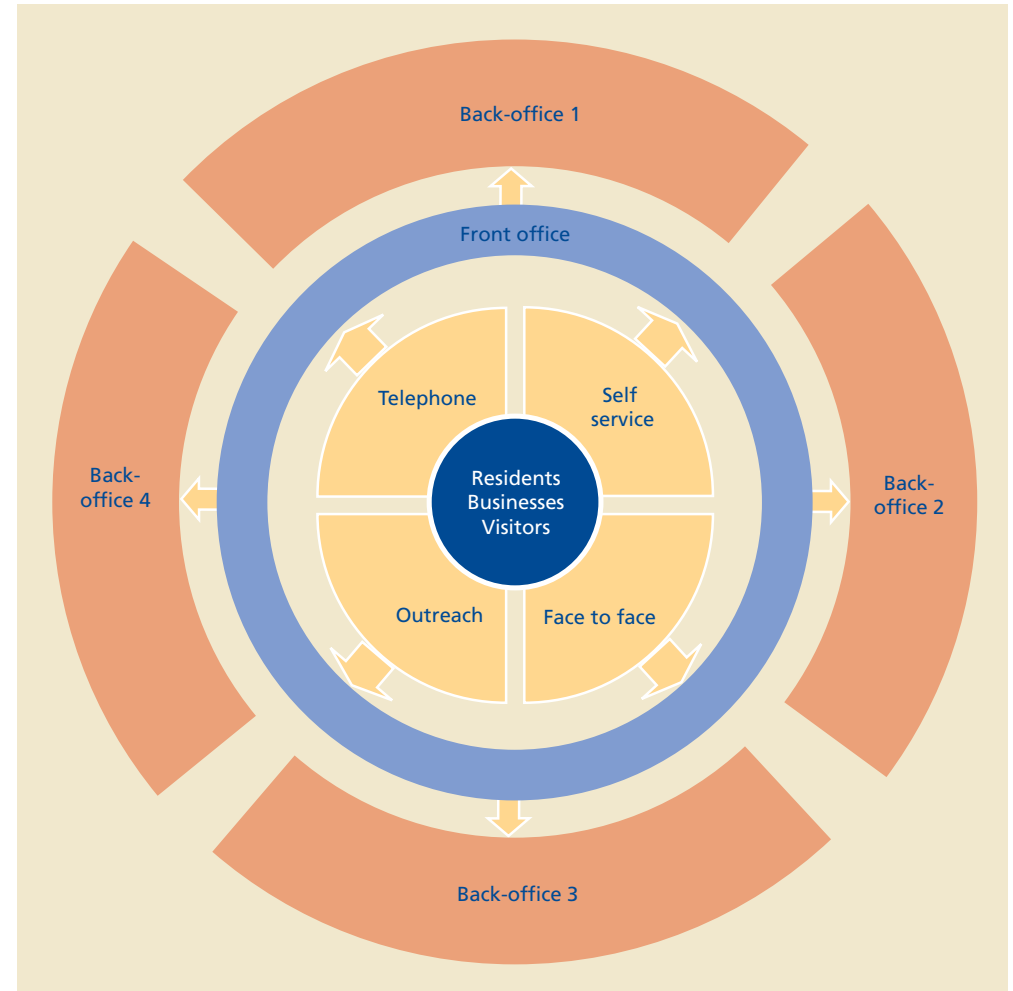 Back-office 1
Front office
Telephone
Self
service
Residents
Businesses
Visitors
Back-
office 4
Back-
office 2
Outreach
Face to face
Back-office 3